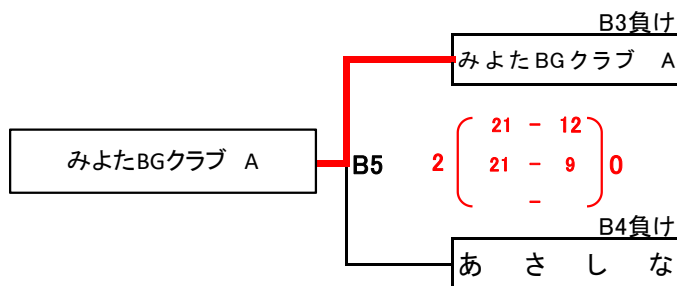 B3負け
みよたBGクラブ A
21 - 12
みよたBGクラブ A B5 2 21 - 9 0
-
B4負け
あ さ し な